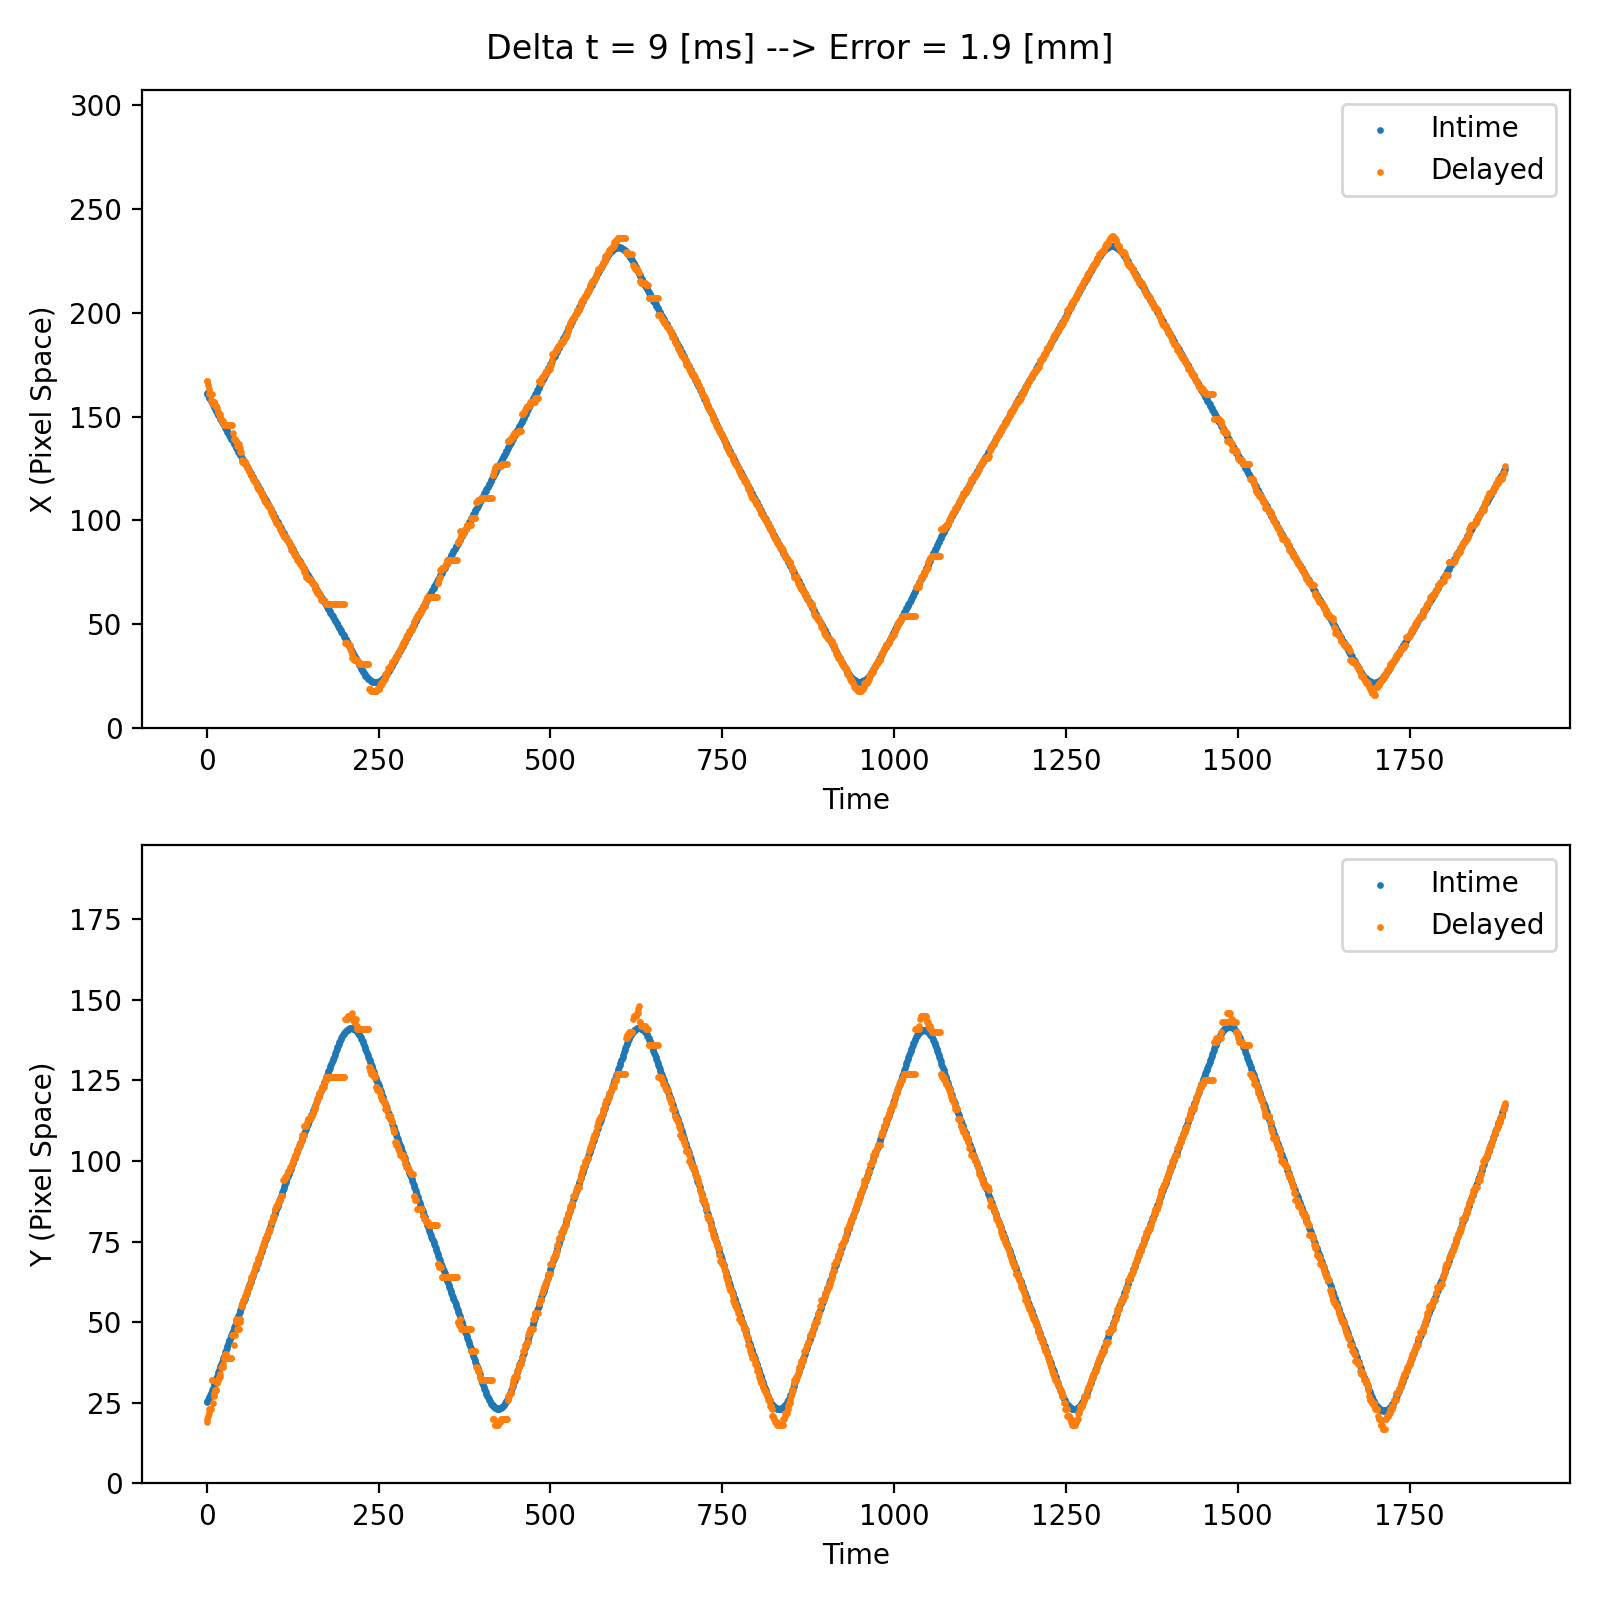 Delta t = 9 [ms] --> Error = 1.9 [mm]
300
250
200
150
100
50
0
X (Pixel Space)
Intime
Delayed
0 250 500 750 1000 1250 1500 1750
Time
175
150
125
100
75
50
25
0
Y (Pixel Space)
Intime
Delayed
0 250 500 750 1000 1250 1500 1750
Time